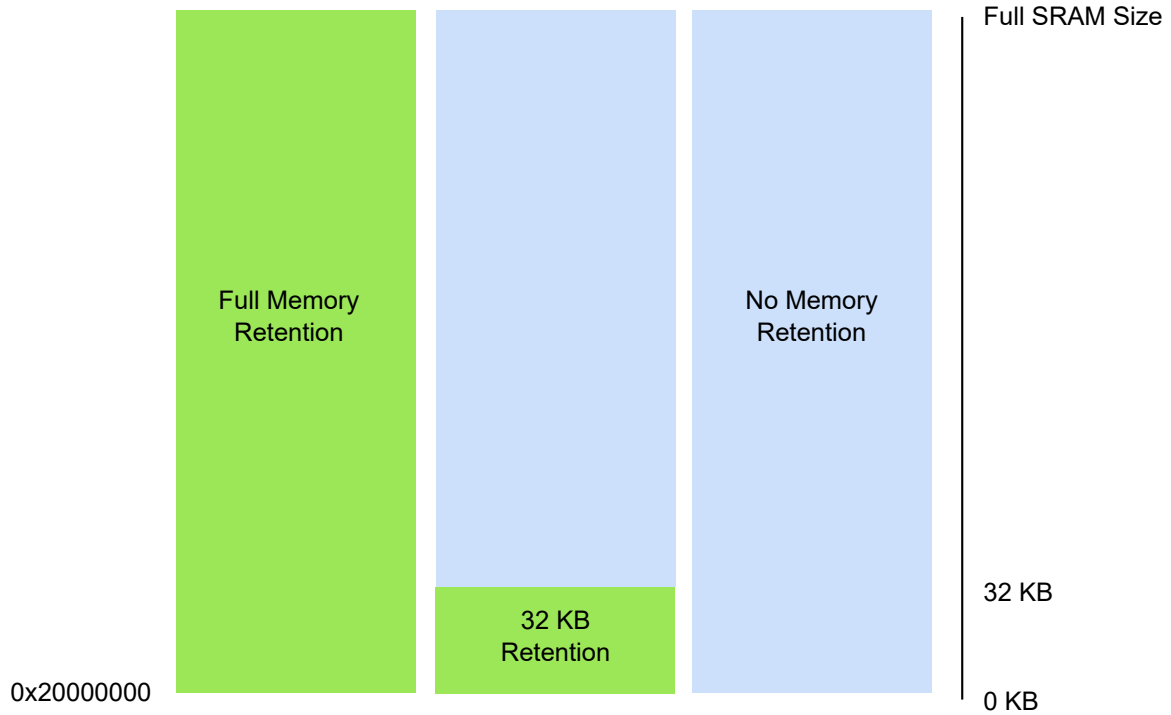 Full SRAM Size
Full Memory
Retention
No Memory
Retention
32 KB
32 KB
Retention
0x20000000
0 KB